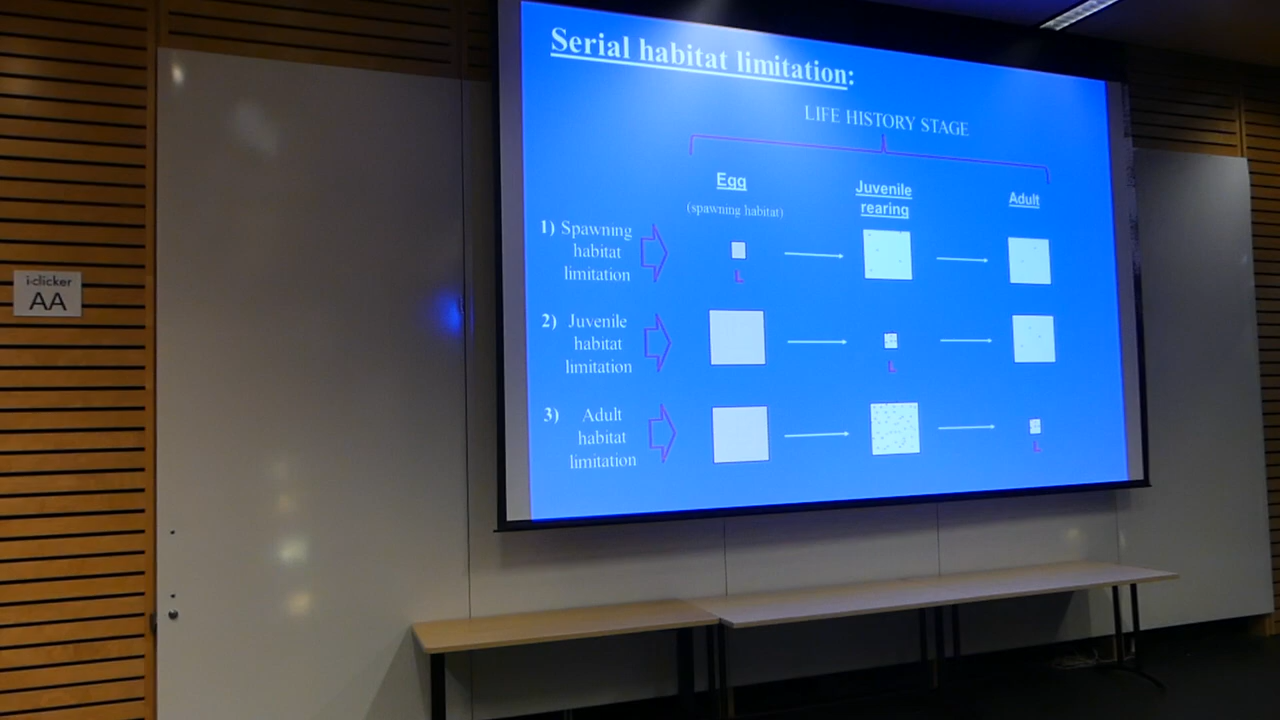 Serial habitat limitation:
LIFE HISTORY STAGE
Egg
(spawning habitat)
Juvenile
rearing
Adult
1) Spawning
habitat
limitation
L
2) Juvenile
habitat
limitation
L
3) Adult
habitat
limitation
L
i-clicker
AA